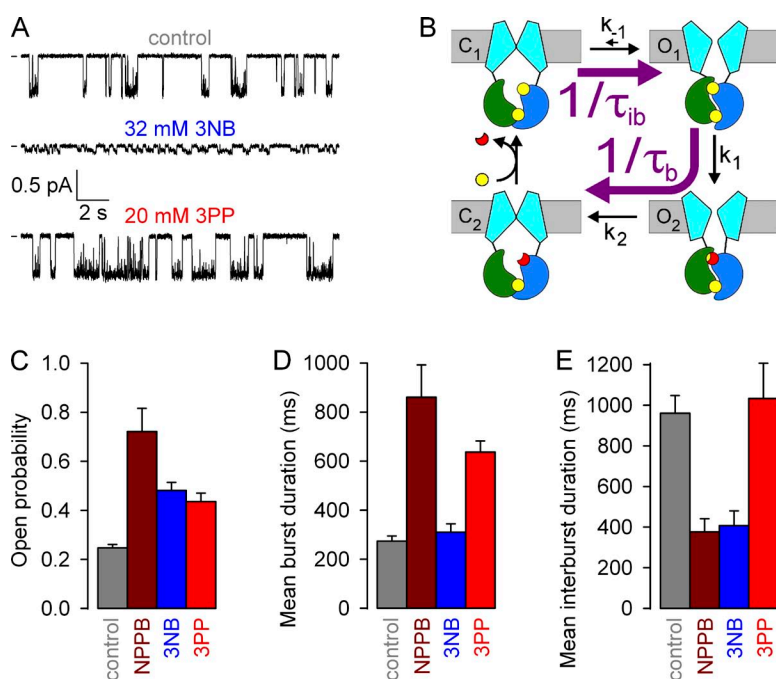 A
control
32 mM 3NB
0.5 pA
2 s
20 mM 3PP
B
C1
k-1
O1
1/τib
1/τb
k1
C2
k2
O2
C
Open probability
1.0
0.8
0.6
0.4
0.2
0.0
control
NPPB
3NB
3PP
D
Mean burst duration (ms)
1000
800
600
400
200
0
control
NPPB
3NB
3PP
E
Mean interburst duration (ms)
1200
1000
800
600
400
200
0
control
NPPB
3NB
3PP